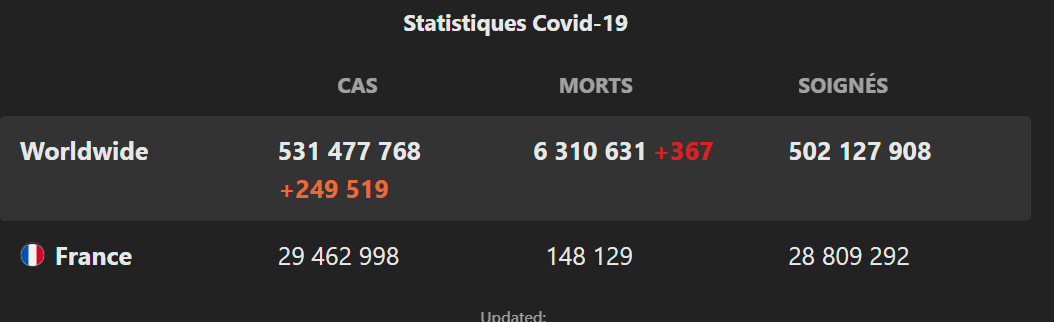 Statistiques Covid-19
CAS MORTS SOIGNÉS
Worldwide 531 477 768 6 310 631 +367 502 127 908
+249 519
France 29 462 998 148 129 28 809 292
Updated: